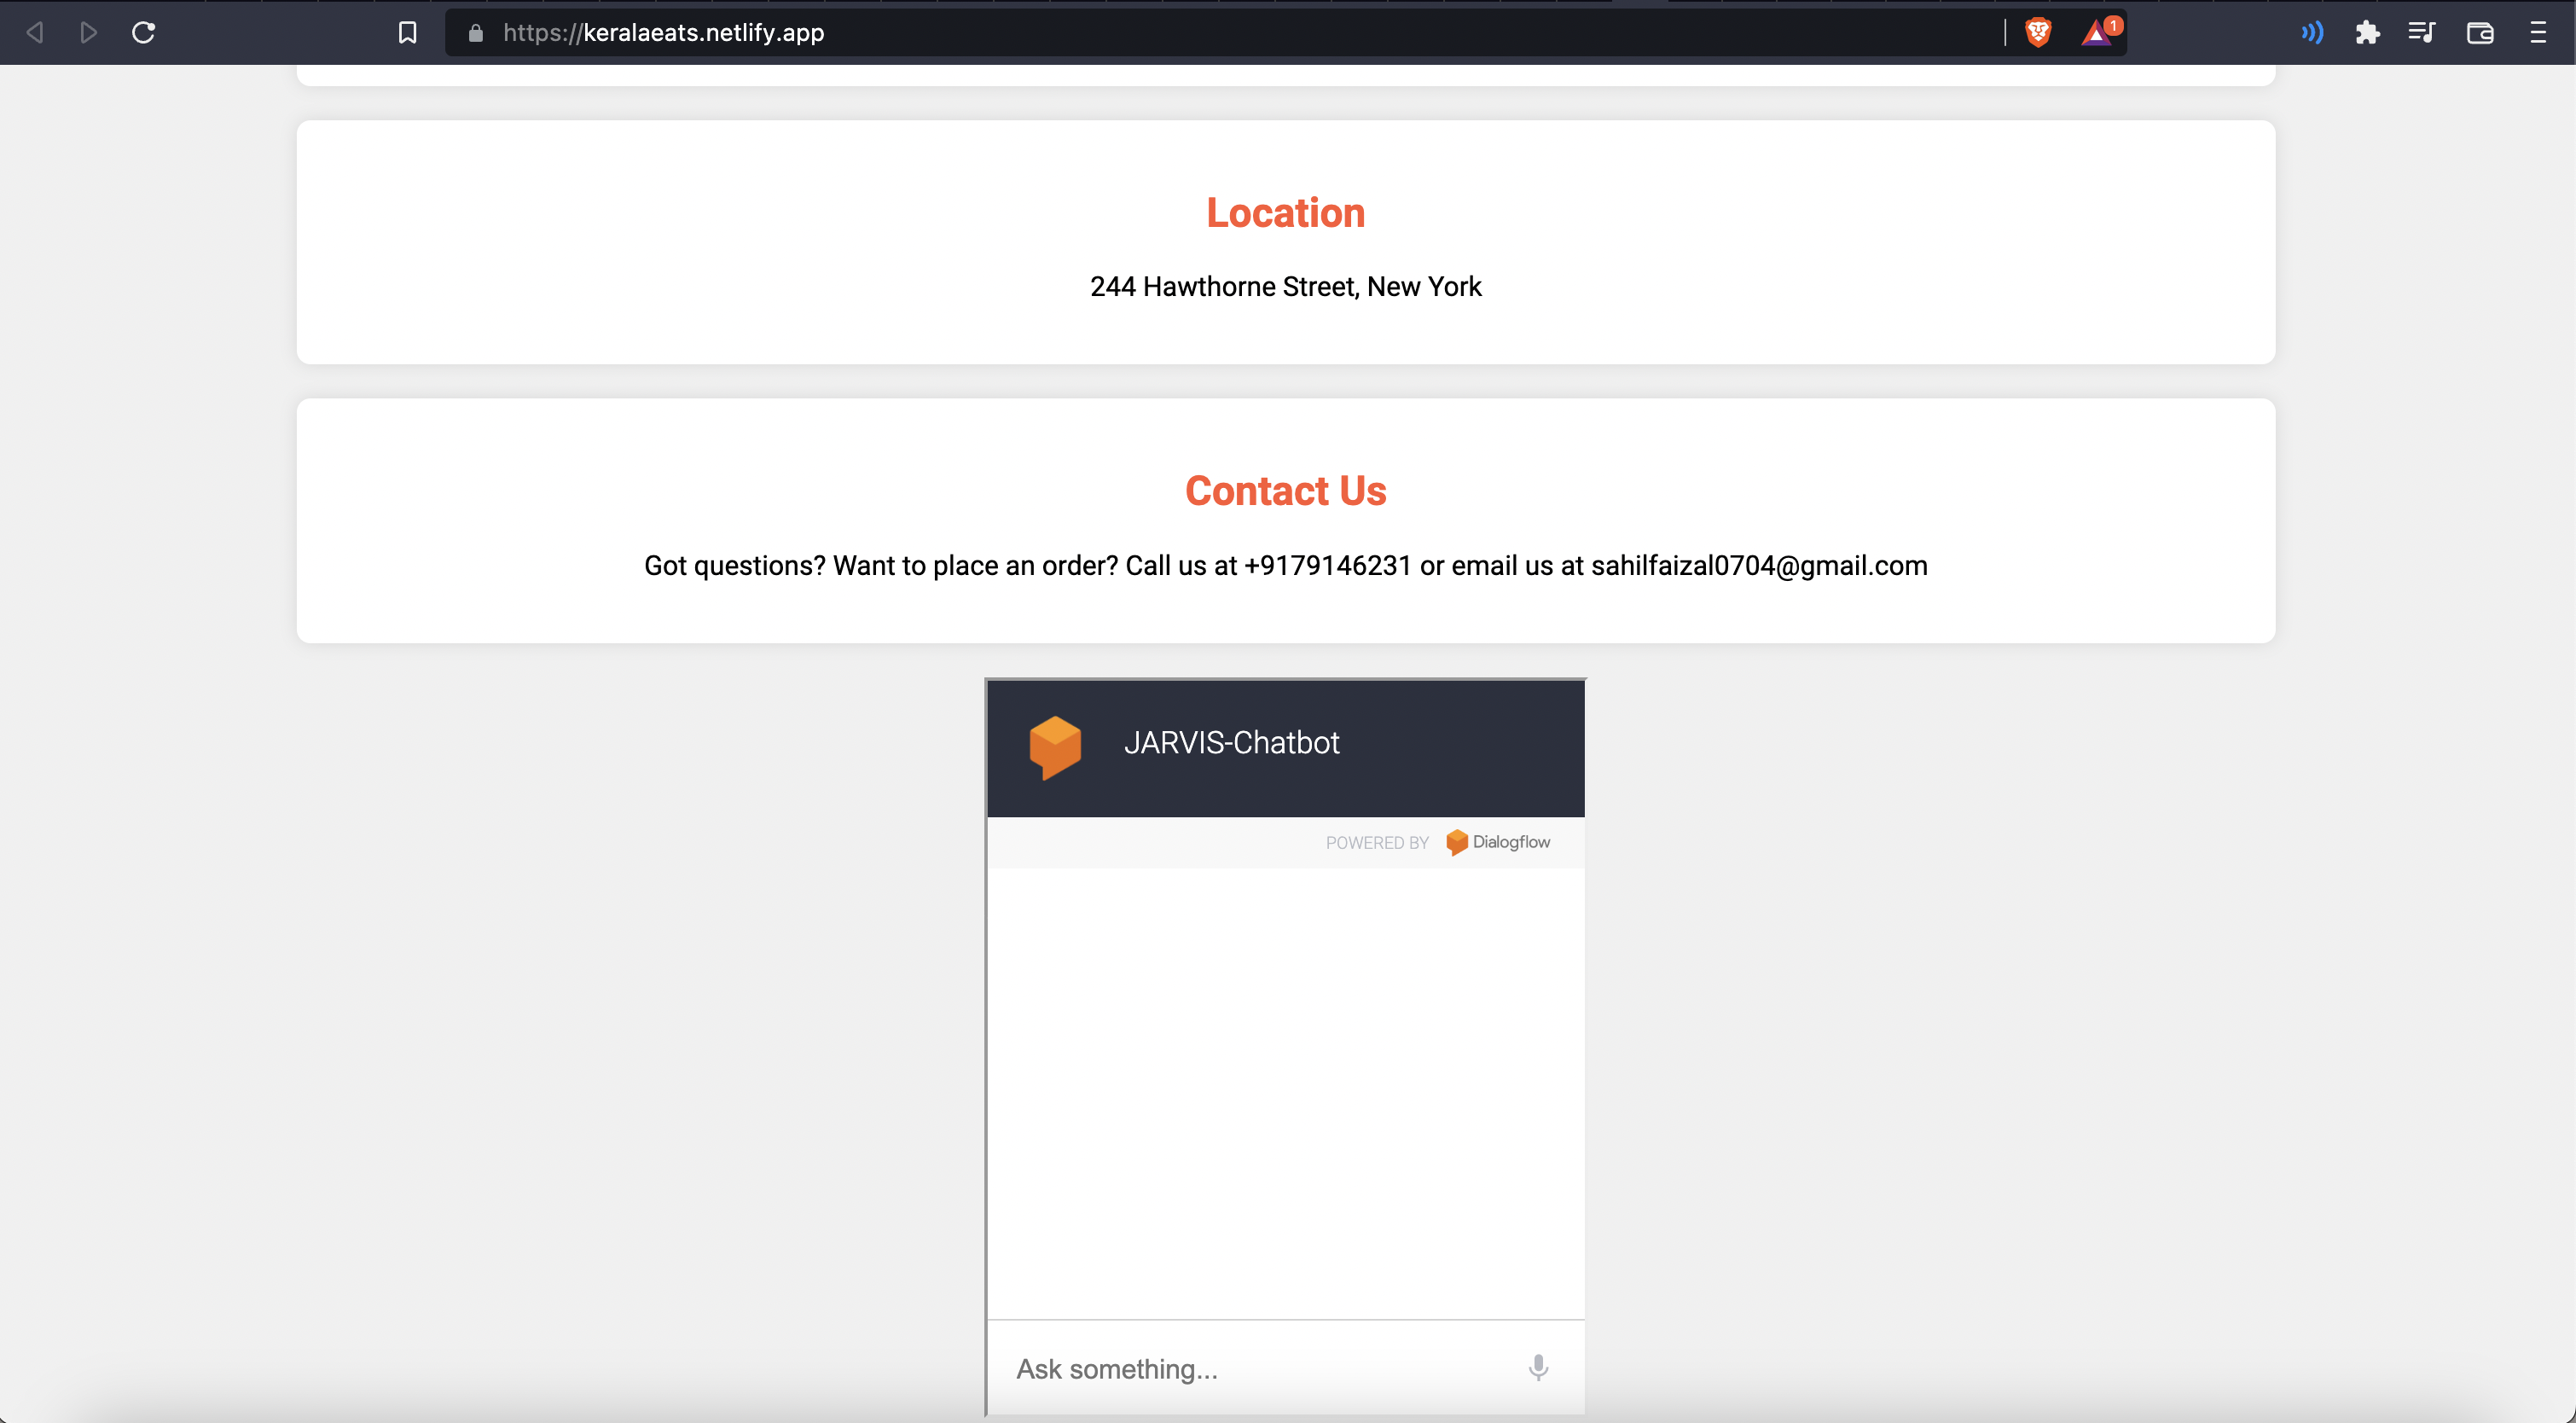 https://keralaeats.netlify.app
1
Location
244 Hawthorne Street, New York
Contact Us
Got questions? Want to place an order? Call us at +9179146231 or email us at sahilfaizal0704@gmail.com
JARVIS-Chatbot
POWERED BY Dialogflow
Ask something...